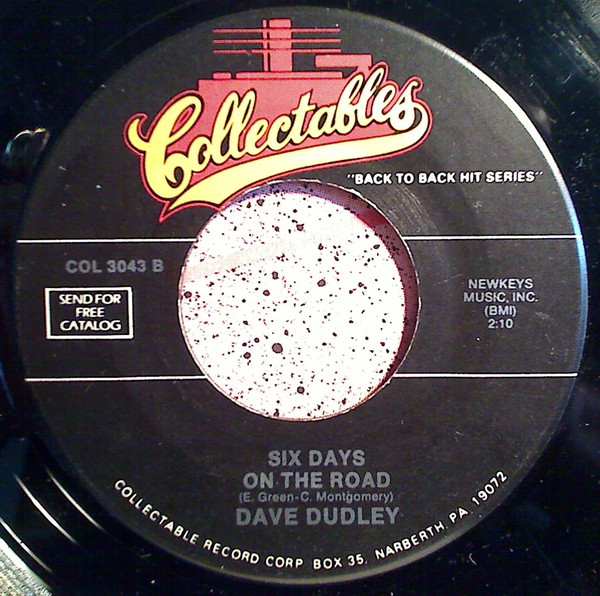 Collectables
"BACK TO BACK HIT SERIES"
COL 3043 B
SEND FOR
FREE
CATALOG
NEWKEYS
MUSIC, INC.
(BMI)
2:10
SIX DAYS
ON THE ROAD
(E. Green-C. Montgomery)
DAVE DUDLEY
COLLECTABLE RECORD CORP BOX 35, NARBERTH, PA 19072